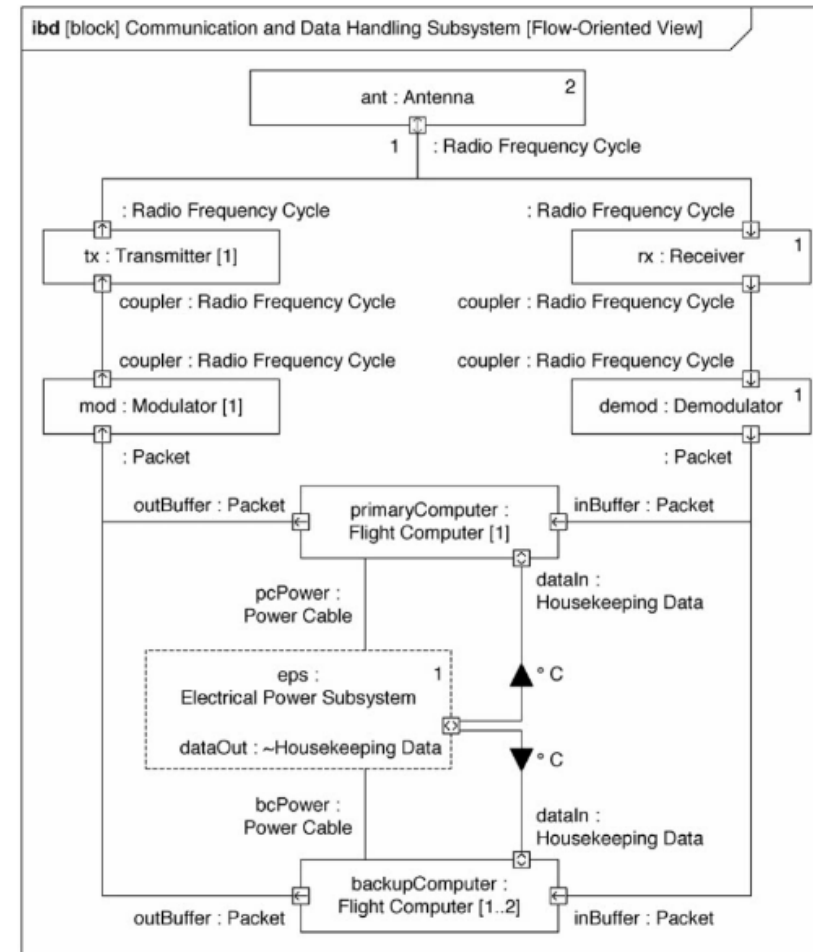 ibd [block] Communication and Data Handling Subsystem [Flow-Oriented View]
ant : Antenna
2
1
: Radio Frequency Cycle
: Radio Frequency Cycle
: Radio Frequency Cycle
tx : Transmitter [1]
rx : Receiver
1
coupler : Radio Frequency Cycle
coupler : Radio Frequency Cycle
coupler : Radio Frequency Cycle
coupler : Radio Frequency Cycle
mod : Modulator [1]
demod : Demodulator
1
: Packet
: Packet
outBuffer : Packet
primaryComputer :
Flight Computer [1]
inBuffer : Packet
pcPower :
Power Cable
dataIn :
Housekeeping Data
eps :
Electrical Power Subsystem
1
dataOut : ~Housekeeping Data
° C
° C
bcPower :
Power Cable
dataIn :
Housekeeping Data
backupComputer :
Flight Computer [1..2]
outBuffer : Packet
inBuffer : Packet